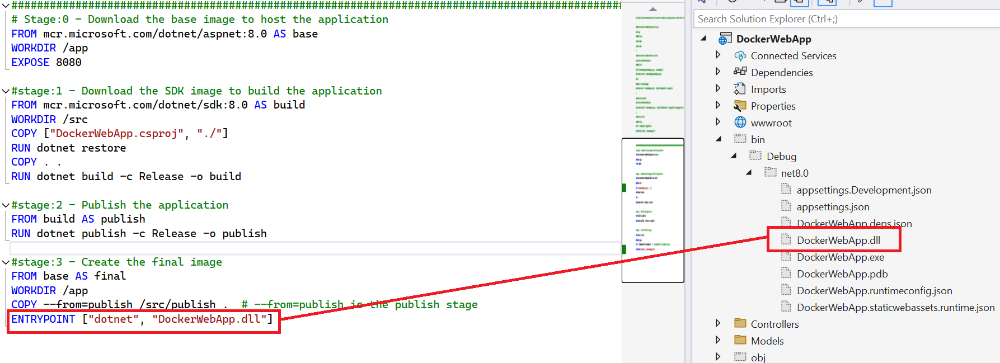 ####################################################################################################
# Stage:0 - Download the base image to host the application
FROM mcr.microsoft.com/dotnet/aspnet:8.0 AS base
WORKDIR /app
EXPOSE 8080
#stage:1 - Download the SDK image to build the application
FROM mcr.microsoft.com/dotnet/sdk:8.0 AS build
WORKDIR /src
COPY ["DockerWebApp.csproj", "./"]
RUN dotnet restore
COPY . .
RUN dotnet build -c Release -o build
#stage:2 - Publish the application
FROM build AS publish
RUN dotnet publish -c Release -o publish
#stage:3 - Create the final image
FROM base AS final
WORKDIR /app
COPY --from=publish /src/publish .  # --from=publish is the publish stage
ENTRYPOINT ["dotnet", "DockerWebApp.dll"]
Search Solution Explorer (Ctrl+;)
DockerWebApp
Connected Services
Dependencies
Imports
Properties
wwwroot
bin
Debug
net8.0
appsettings.Development.json
appsettings.json
DockerWebApp.deps.json
DockerWebApp.dll
DockerWebApp.exe
DockerWebApp.pdb
DockerWebApp.runtimeconfig.json
DockerWebApp.staticwebassets.runtime.json
Controllers
Models
obj